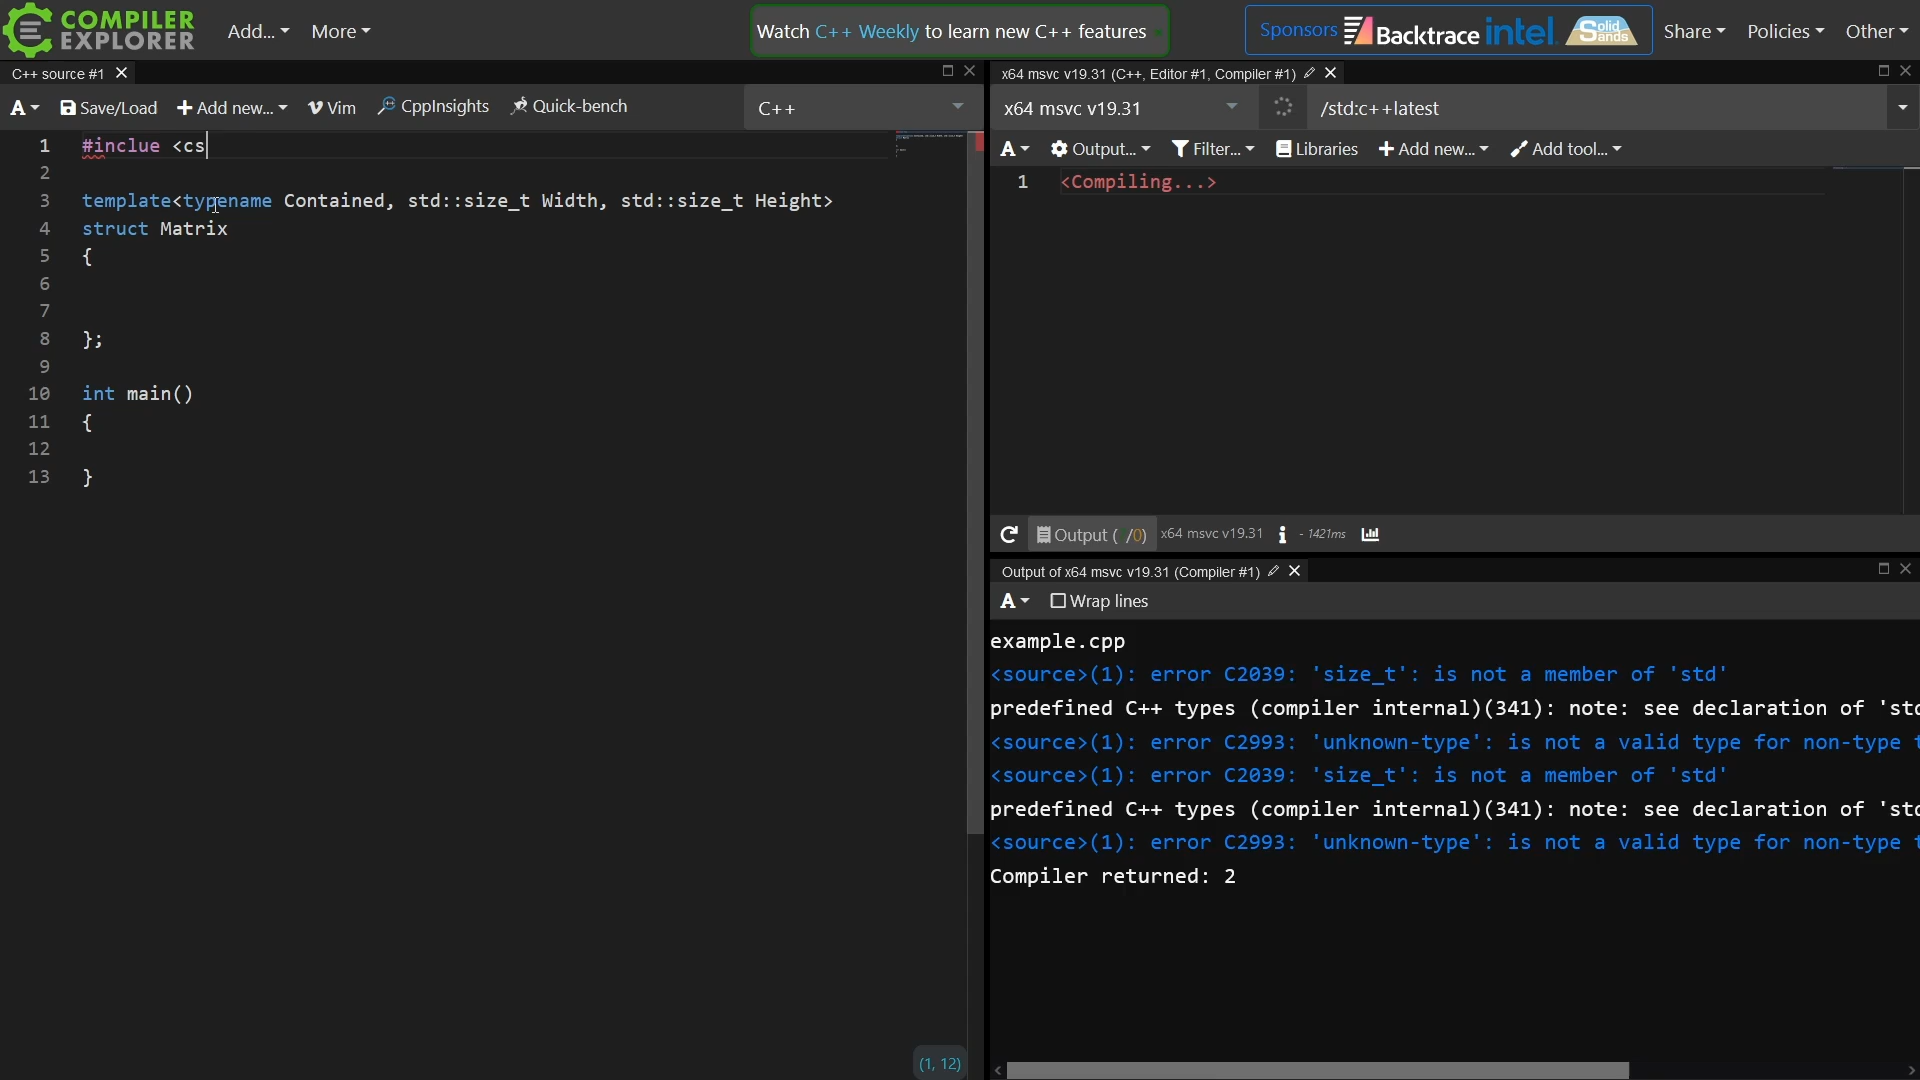 COMPILER
EXPLORER
Add...
More
Watch C++ Weekly to learn new C++ features
Sponsors Backtrace intel. Solid Sands
Share
Policies
Other
C++ source #1
A
Save/Load
Add new...
Vim
CppInsights
Quick-bench
C++
1 #inclue <cs
2
3 template<typename Contained, std::size_t Width, std::size_t Height>
4 struct Matrix
5 {
6
7
8 };
9
10 int main()
11 {
12
13 }
(1, 12)
x64 msvc v19.31 (C++, Editor #1, Compiler #1)
x64 msvc v19.31
/std:c++latest
A
Output...
Filter...
Libraries
Add new...
Add tool...
1 <Compiling...>
Output ( /0) x64 msvc v19.31 i - 1421ms
Output of x64 msvc v19.31 (Compiler #1)
A
Wrap lines
example.cpp
<source>(1): error C2039: 'size_t': is not a member of 'std'
predefined C++ types (compiler internal)(341): note: see declaration of 'std
<source>(1): error C2993: 'unknown-type': is not a valid type for non-type t
<source>(1): error C2039: 'size_t': is not a member of 'std'
predefined C++ types (compiler internal)(341): note: see declaration of 'std
<source>(1): error C2993: 'unknown-type': is not a valid type for non-type t
Compiler returned: 2